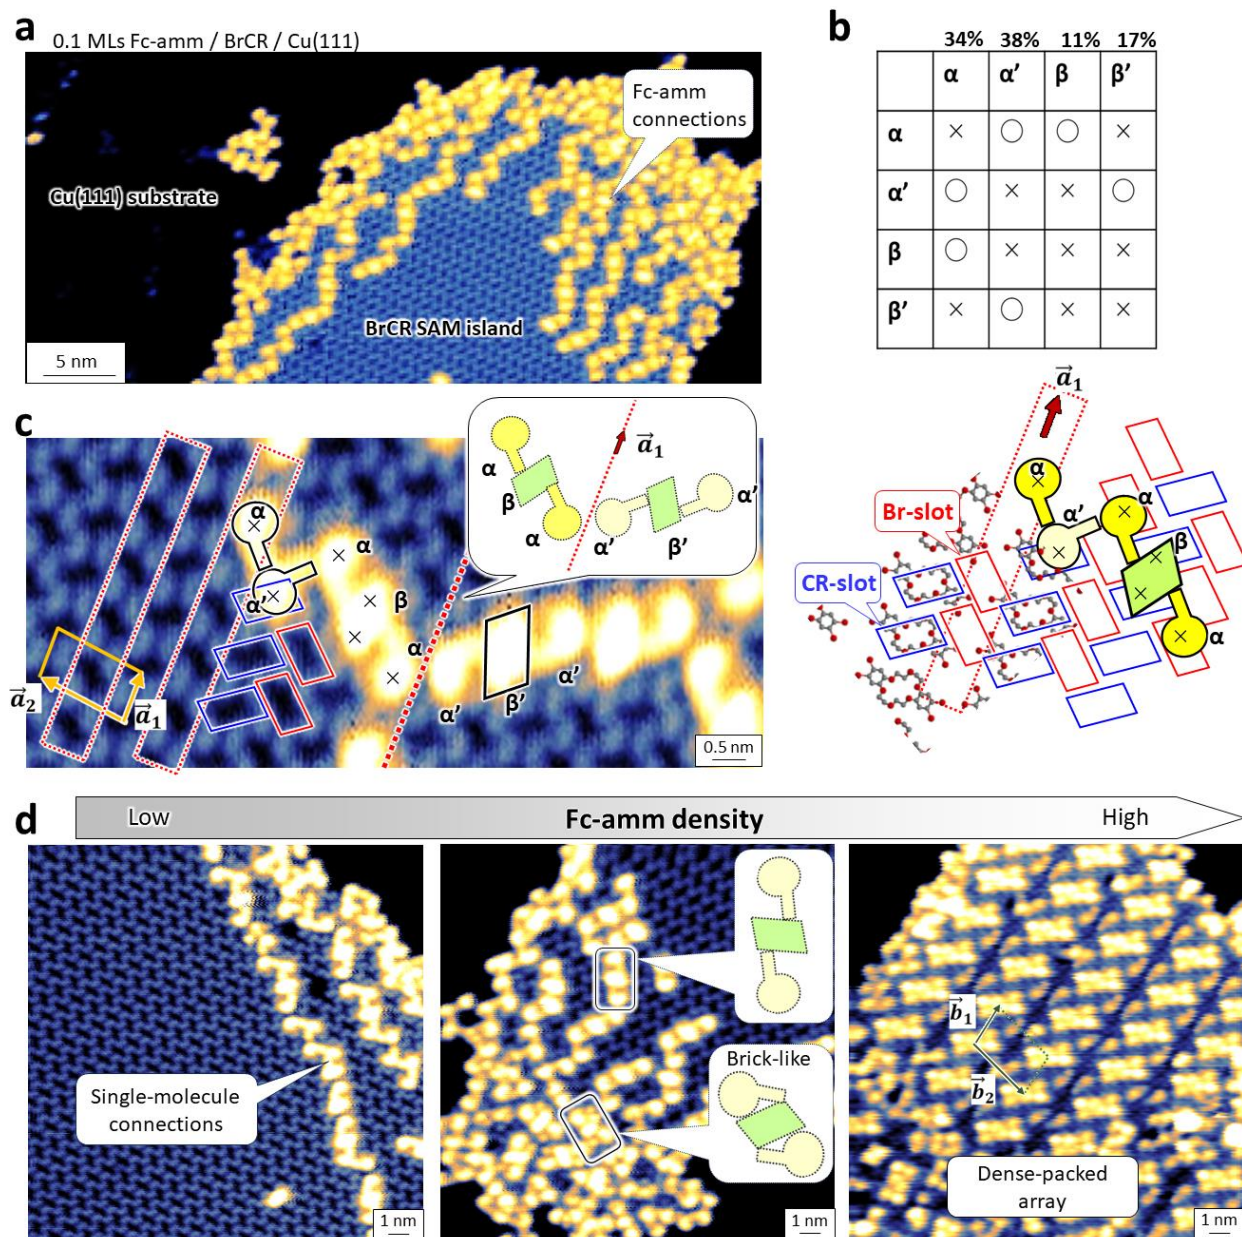 a
0.1 MLs Fc-amm / BrCR / Cu(111)
Fc-amm
connections
Cu(111) substrate
BrCR SAM island
5 nm
b
34% 38% 11% 17%
α α’ β β’
α × ○ ○ ×
α’ ○ × × ○
β ○ × × ×
β’ × ○ × ×
a⃗₁
α
α
α’
β
α
Br-slot
CR-slot
c
α
β
α
a⃗₁
α’
α’
β’
α
α
α’
β
α
α’
β’
α’
a⃗₂
a⃗₁
0.5 nm
d
Low Fc-amm density High
Single-molecule
connections
1 nm
Brick-like
1 nm
b⃗₁
b⃗₂
Dense-packed
array
1 nm